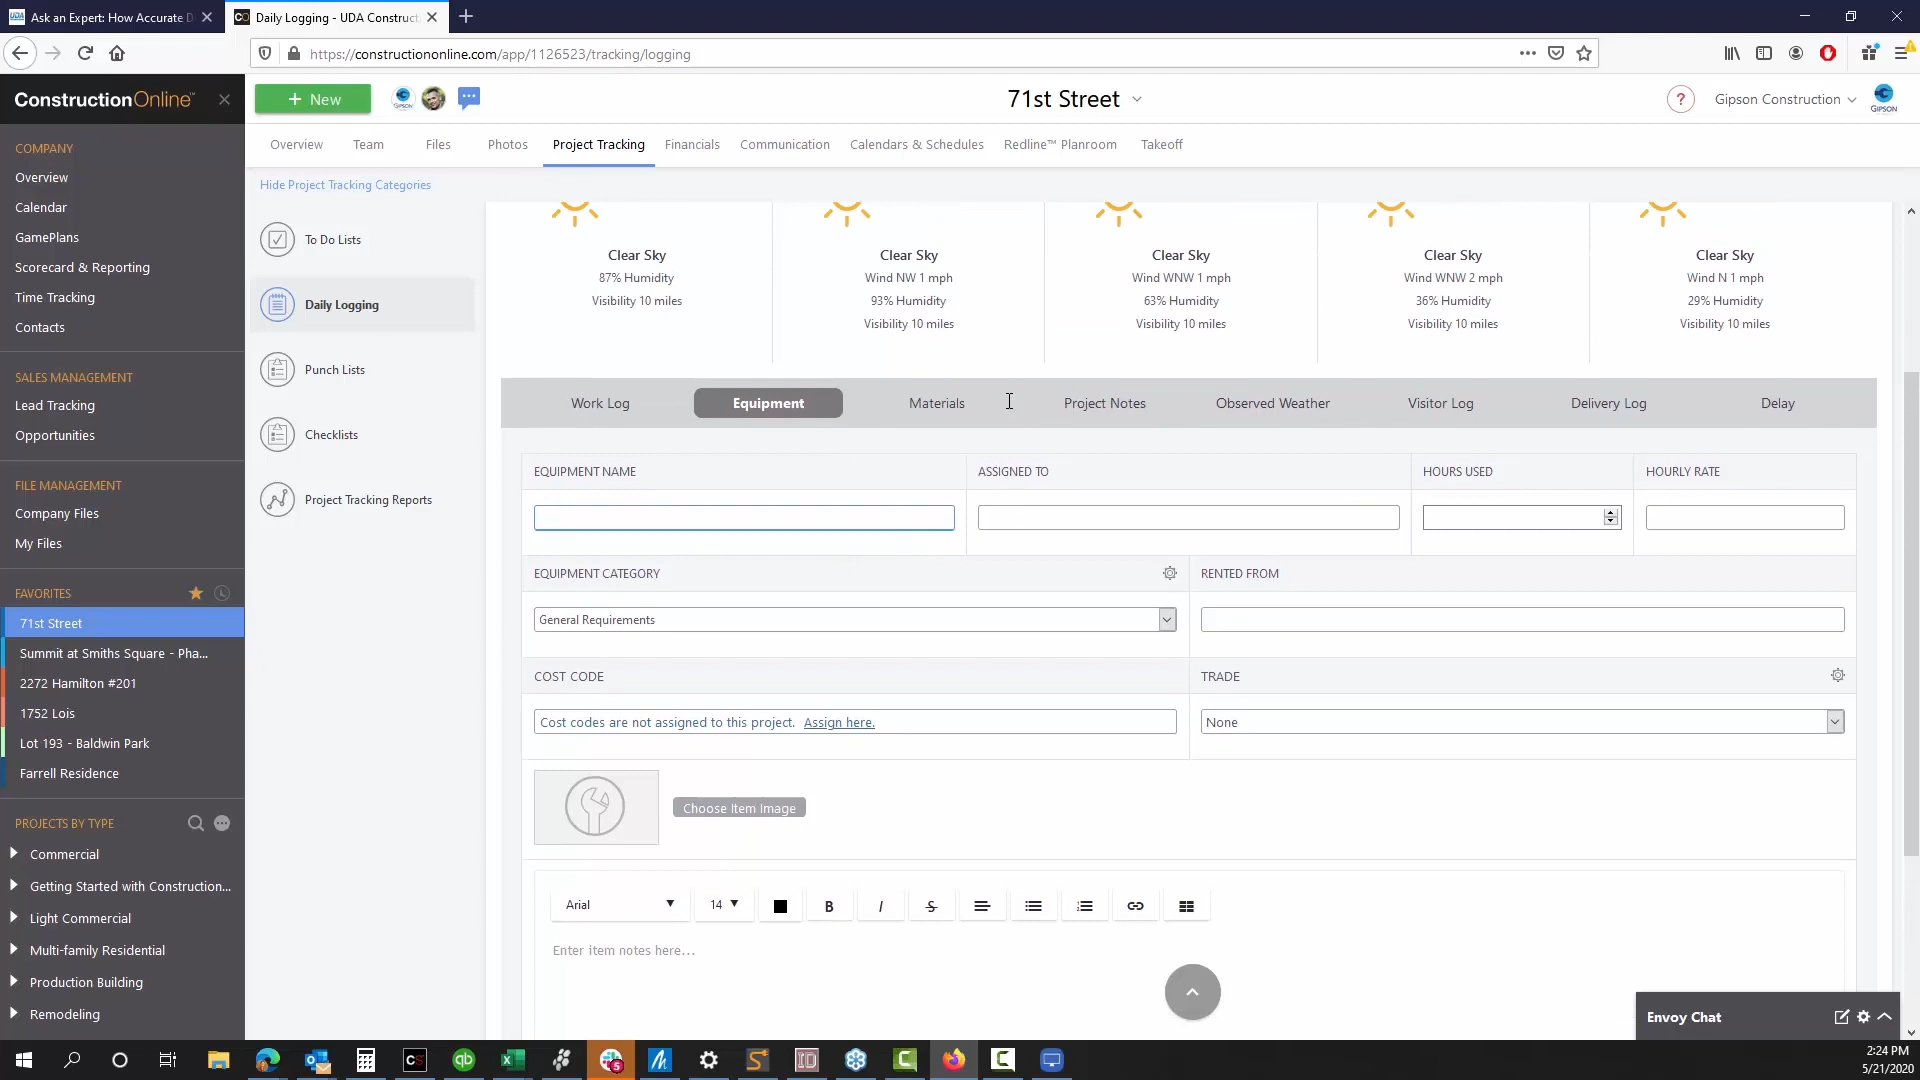 Ask an Expert: How Accurate D
Daily Logging - UDA Construct
https://constructiononline.com/app/1126523/tracking/logging
ConstructionOnline™
COMPANY
Overview
Calendar
GamePlans
Scorecard & Reporting
Time Tracking
Contacts
SALES MANAGEMENT
Lead Tracking
Opportunities
FILE MANAGEMENT
Company Files
My Files
FAVORITES
71st Street
Summit at Smiths Square - Pha...
2272 Hamilton #201
1752 Lois
Lot 193 - Baldwin Park
Farrell Residence
PROJECTS BY TYPE
Commercial
Getting Started with Construction...
Light Commercial
Multi-family Residential
Production Building
Remodeling
+ New
71st Street
? Gipson Construction
GIPSON
Overview Team Files Photos Project Tracking Financials Communication Calendars & Schedules Redline™ Planroom Takeoff
Hide Project Tracking Categories
To Do Lists
Daily Logging
Punch Lists
Checklists
Project Tracking Reports
Clear Sky Clear Sky Clear Sky Clear Sky Clear Sky
87% Humidity Wind NW 1 mph Wind WNW 1 mph Wind WNW 2 mph Wind N 1 mph
Visibility 10 miles 93% Humidity 63% Humidity 36% Humidity 29% Humidity
Visibility 10 miles Visibility 10 miles Visibility 10 miles Visibility 10 miles
Work Log Equipment Materials Project Notes Observed Weather Visitor Log Delivery Log Delay
EQUIPMENT NAME ASSIGNED TO HOURS USED HOURLY RATE
EQUIPMENT CATEGORY RENTED FROM
General Requirements
COST CODE TRADE
Cost codes are not assigned to this project. Assign here. None
Choose Item Image
Arial 14 B I S
Enter item notes here...
Envoy Chat
2:24 PM
5/21/2020